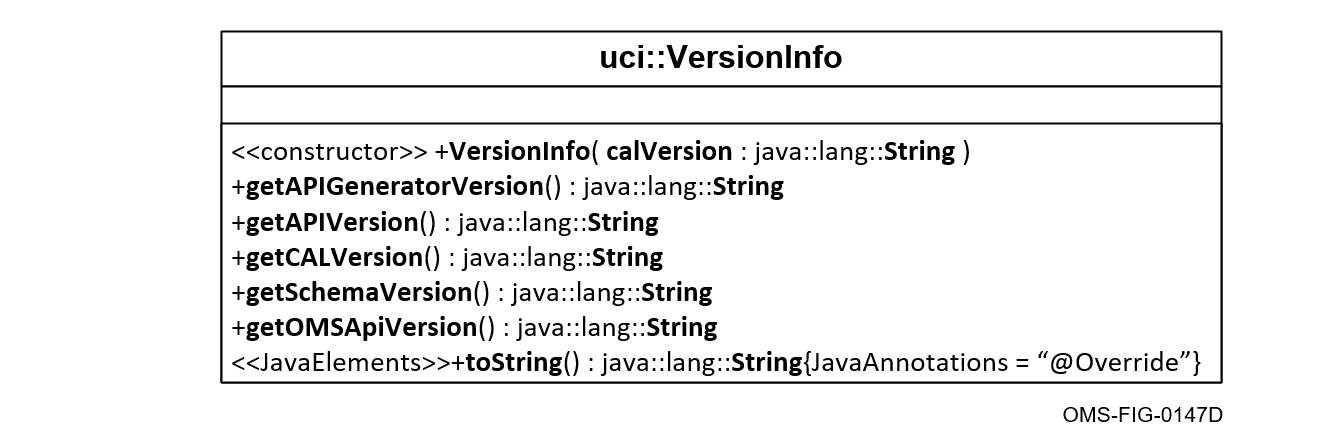 uci::VersionInfo
<<constructor>> +VersionInfo( calVersion : java::lang::String )
+getAPIGeneratorVersion() : java::lang::String
+getAPIVersion() : java::lang::String
+getCALVersion() : java::lang::String
+getSchemaVersion() : java::lang::String
+getOMSApiVersion() : java::lang::String
<<JavaElements>>+toString() : java::lang::String{JavaAnnotations = “@Override”}
OMS-FIG-0147D